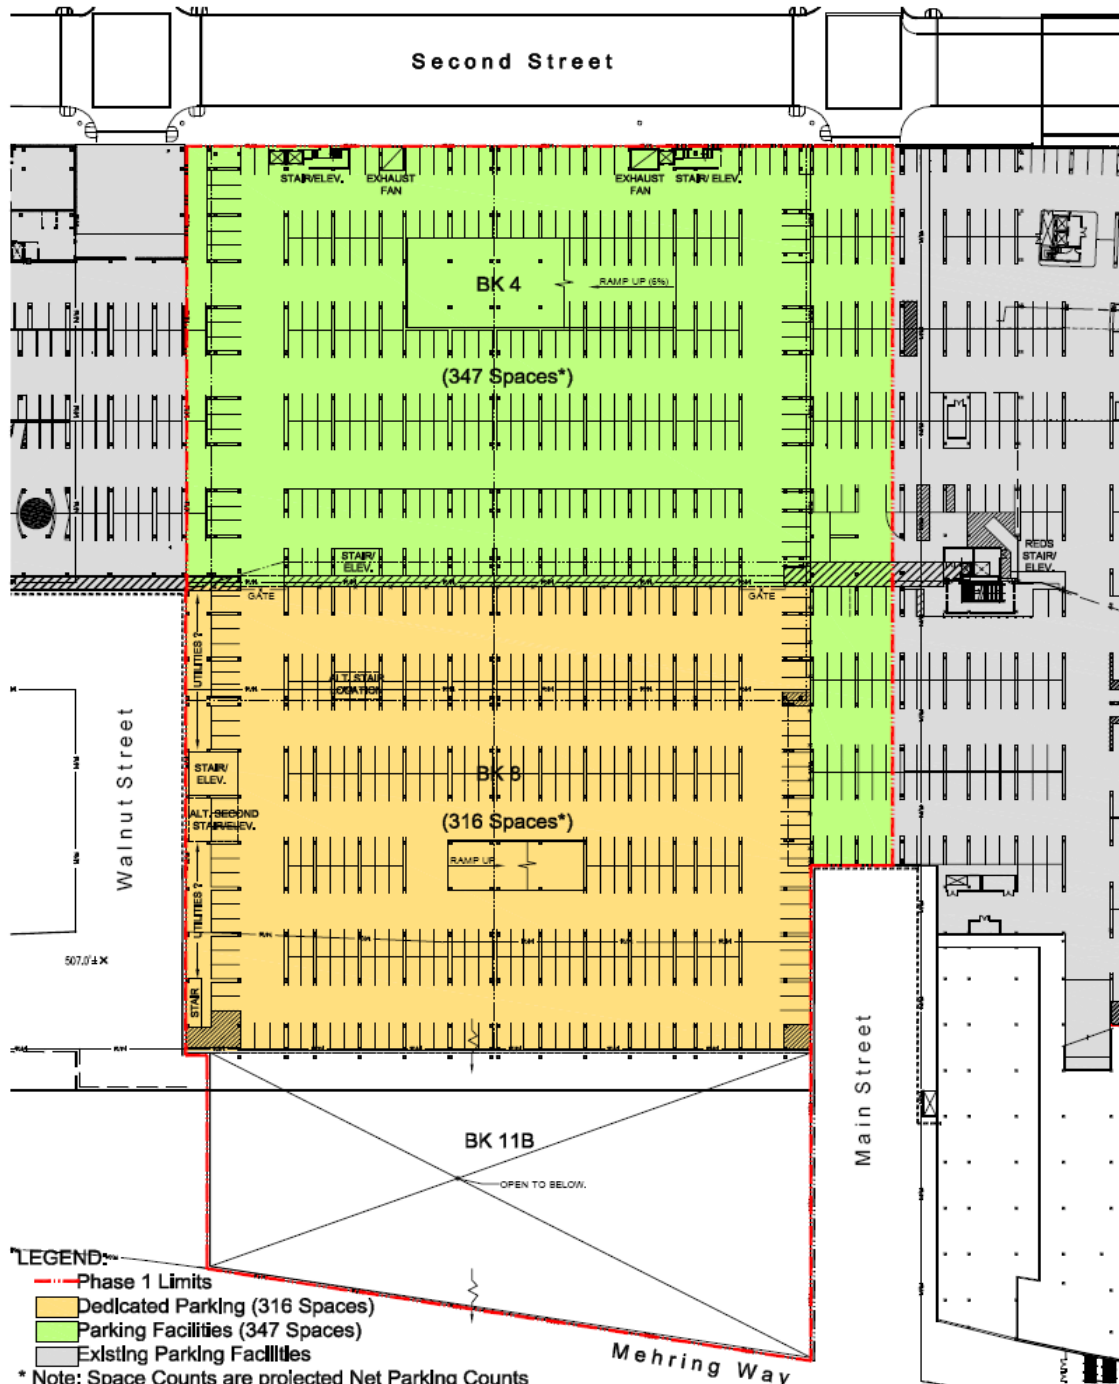 Second Street
STAIR/ELEV.
EXHAUST
FAN
EXHAUST
FAN
STAIR/ ELEV.
BK 4
RAMP UP (5%)
(347 Spaces*)
STAIR/
ELEV.
REDS
STAIR/
ELEV.
GATE
GATE
UTILITIES ?
ALT. STAIR
LOCATION
Walnut Street
STAIR/
ELEV.
BK 8
ALT. SECOND
STAIR/ELEV.
(316 Spaces*)
RAMP UP
UTILITIES ?
507.0'±
STAIR
Main Street
BK 11B
OPEN TO BELOW.
LEGEND:
Phase 1 Limits
Dedicated Parking (316 Spaces)
Parking Facilities (347 Spaces)
Existing Parking Facilities
* Note: Space Counts are projected Net Parking Counts
Mehring Way